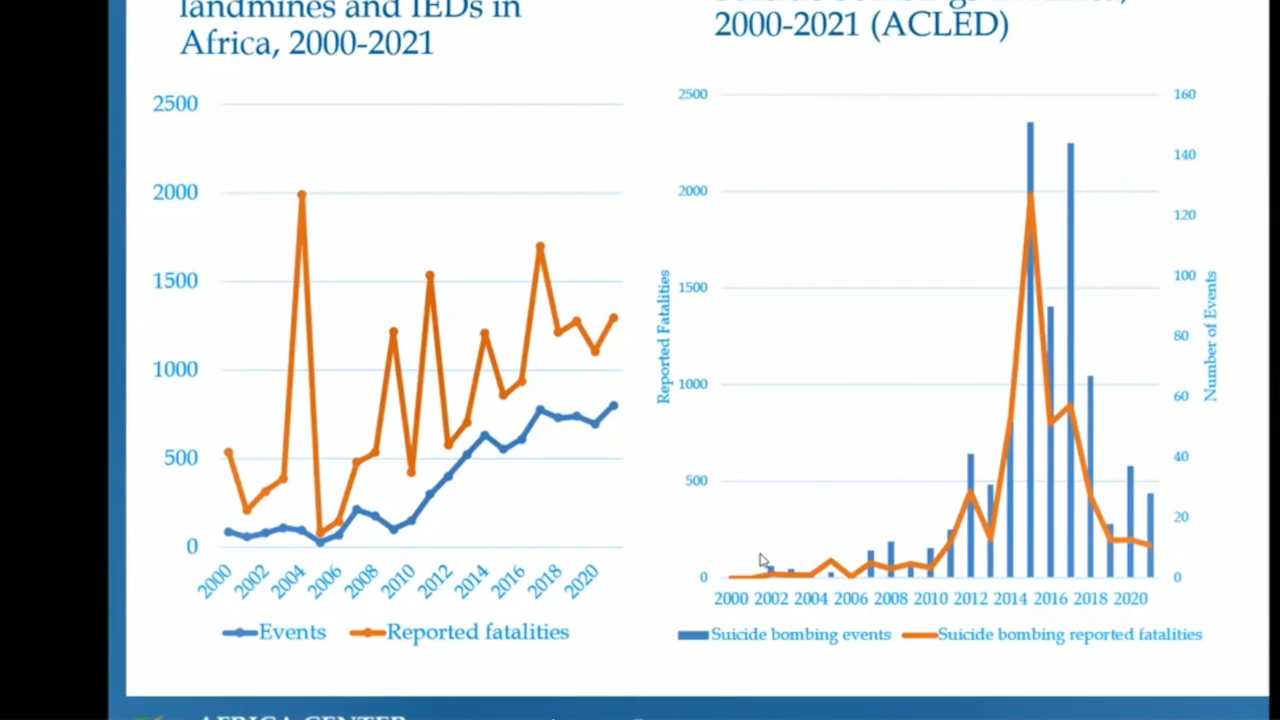 landmines and IEDs in
Africa, 2000-2021
2500
2000
1500
1000
500
0
2000 2002 2004 2006 2008 2010 2012 2014 2016 2018 2020
Events Reported fatalities
2000-2021 (ACLED)
2500
2000
1500
1000
500
0
Reported Fatalities
160
140
120
100
80
60
40
20
0
Number of Events
2000 2002 2004 2006 2008 2010 2012 2014 2016 2018 2020
Suicide bombing events Suicide bombing reported fatalities
AFRICA CENTER